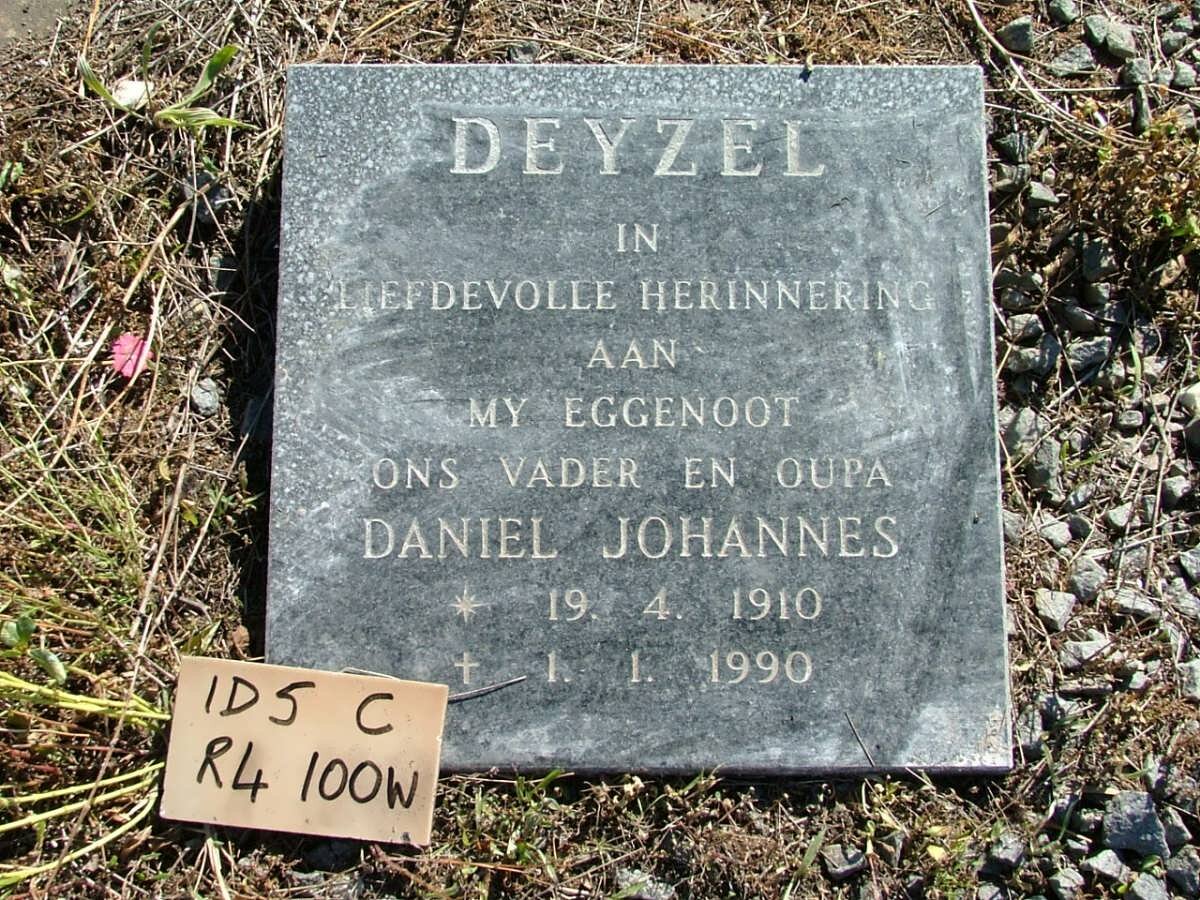 DEYZEL
IN
LIEFDEVOLLE HERINNERING
AAN
MY EGGENOOT
ONS VADER EN OUPA
DANIEL JOHANNES
* 19. 4. 1910
† 1. 1. 1990
1D5 C
R4 100W